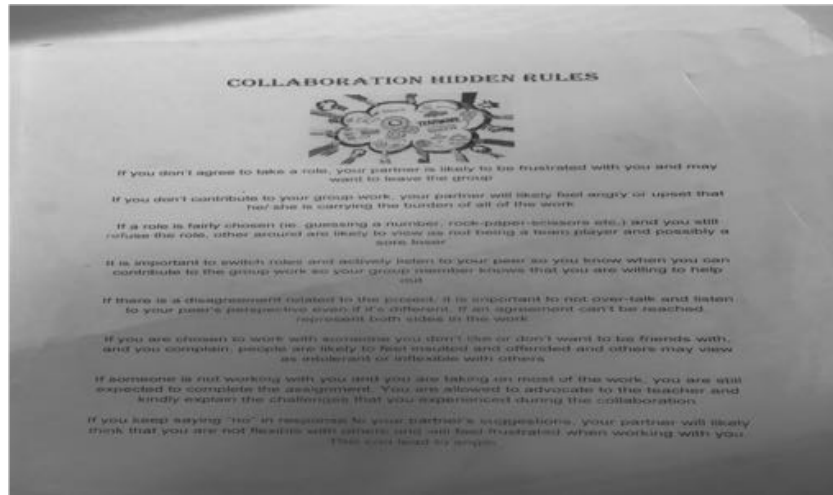 COLLABORATION HIDDEN RULES
TEAMWORK
If you don't agree to take a role, your partner is likely to be frustrated with you and may
want to leave the group
If you don't contribute to your group work, your partner will likely feel angry or upset that
he/ she is carrying the burden of all of the work
If a role is fairly chosen (ie. guessing a number, rock-paper-scissors etc.) and you still
refuse the role, other around are likely to view as not being a team player and possibly a
sore loser
It is important to switch roles and actively listen to your peer so you know when you can
contribute to the group work so your group member knows that you are willing to help
out
If there is a disagreement related to the project, it is important to not over-talk and listen
to your peer's perspective even if it's different. If an agreement can't be reached,
represent both sides in the work
If you are chosen to work with someone you don't like or don't want to be friends with,
and you complain, people are likely to feel insulted and offended and others may view
as intolerant or inflexible with others
If someone is not working with you and you are taking on most of the work, you are still
expected to complete the assignment. You are allowed to advocate to the teacher and
kindly explain the challenges that you experienced during the collaboration
If you keep saying "no" in response to your partner's suggestions, your partner will likely
think that you are not flexible with others and will feel frustrated when working with you
This can lead to anger